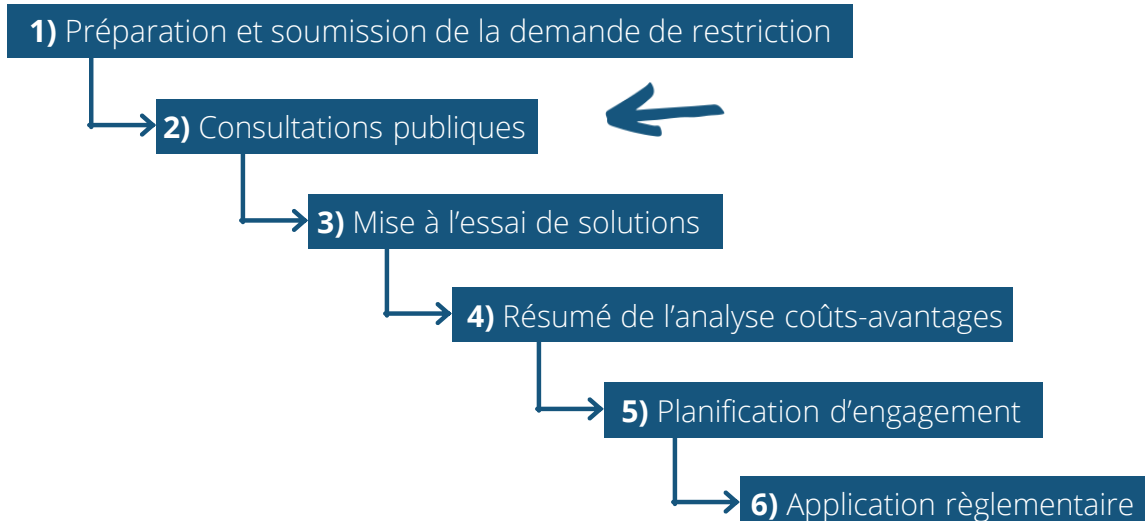 1) Préparation et soumission de la demande de restriction
2) Consultations publiques
3) Mise à l’essai de solutions
4) Résumé de l’analyse coûts-avantages
5) Planification d’engagement
6) Application règlementaire